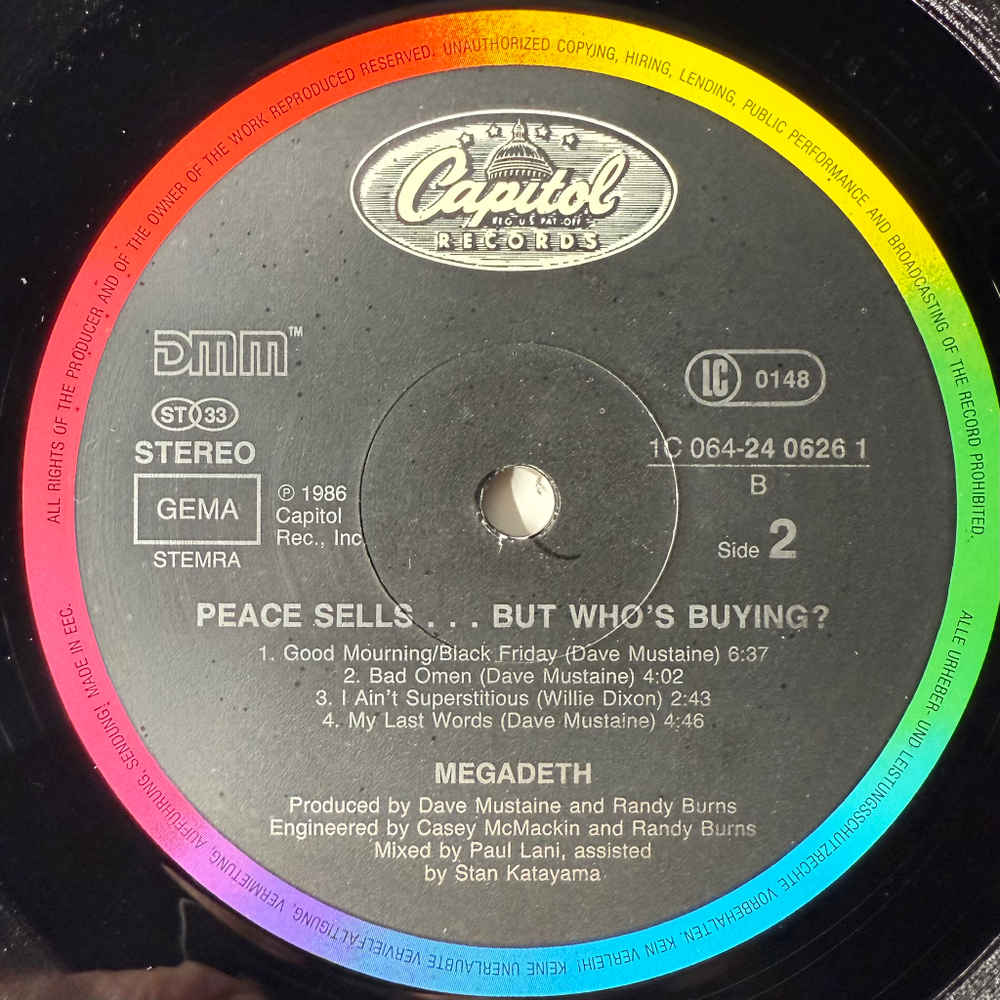 ALL RIGHTS OF THE PRODUCER AND OF THE OWNER OF THE WORK REPRODUCED RESERVED. UNAUTHORIZED COPYING, HIRING, LENDING, PUBLIC PERFORMANCE AND BROADCASTING OF THE RECORD PROHIBITED.
Capitol
REG. U.S. PAT. OFF.
RECORDS
DMM™
LC 0148
ST 33
STEREO
1C 064-24 0626 1
B
GEMA
STEMRA
℗ 1986
Capitol
Rec., Inc
Side 2
PEACE SELLS . . . BUT WHO'S BUYING?
1. Good Mourning/Black Friday (Dave Mustaine) 6:37
2. Bad Omen (Dave Mustaine) 4:02
3. I Ain't Superstitious (Willie Dixon) 2:43
4. My Last Words (Dave Mustaine) 4:46
MEGADETH
Produced by Dave Mustaine and Randy Burns
Engineered by Casey McMackin and Randy Burns
Mixed by Paul Lani, assisted
by Stan Katayama
ALLE URHEBER- UND LEISTUNGSSCHUTZRECHTE VORBEHALTEN. KEIN VERLEIH! KEINE UNERLAUBTE VERVIELFÄLTIGUNG, VERMIETUNG, AUFFÜHRUNG, SENDUNG! MADE IN EEC.